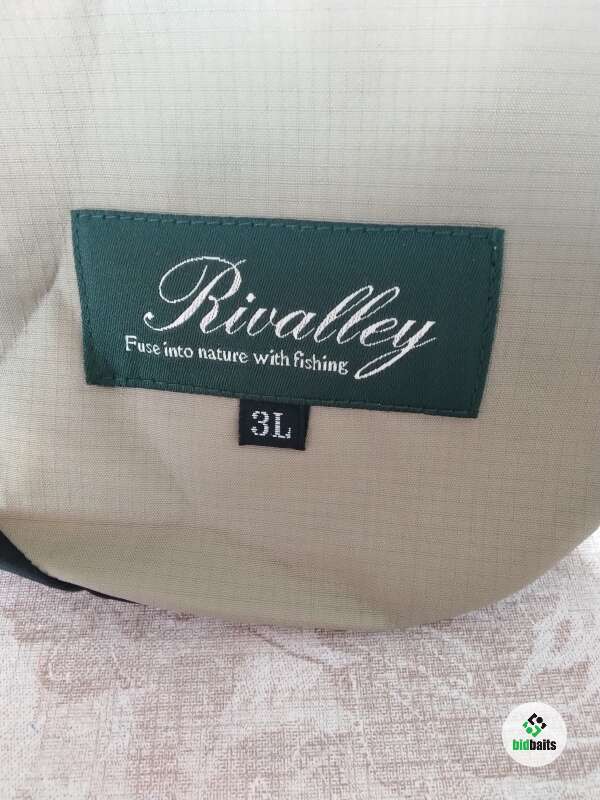 Rivalley
Fuse into nature with fishing
3L
bidbaits